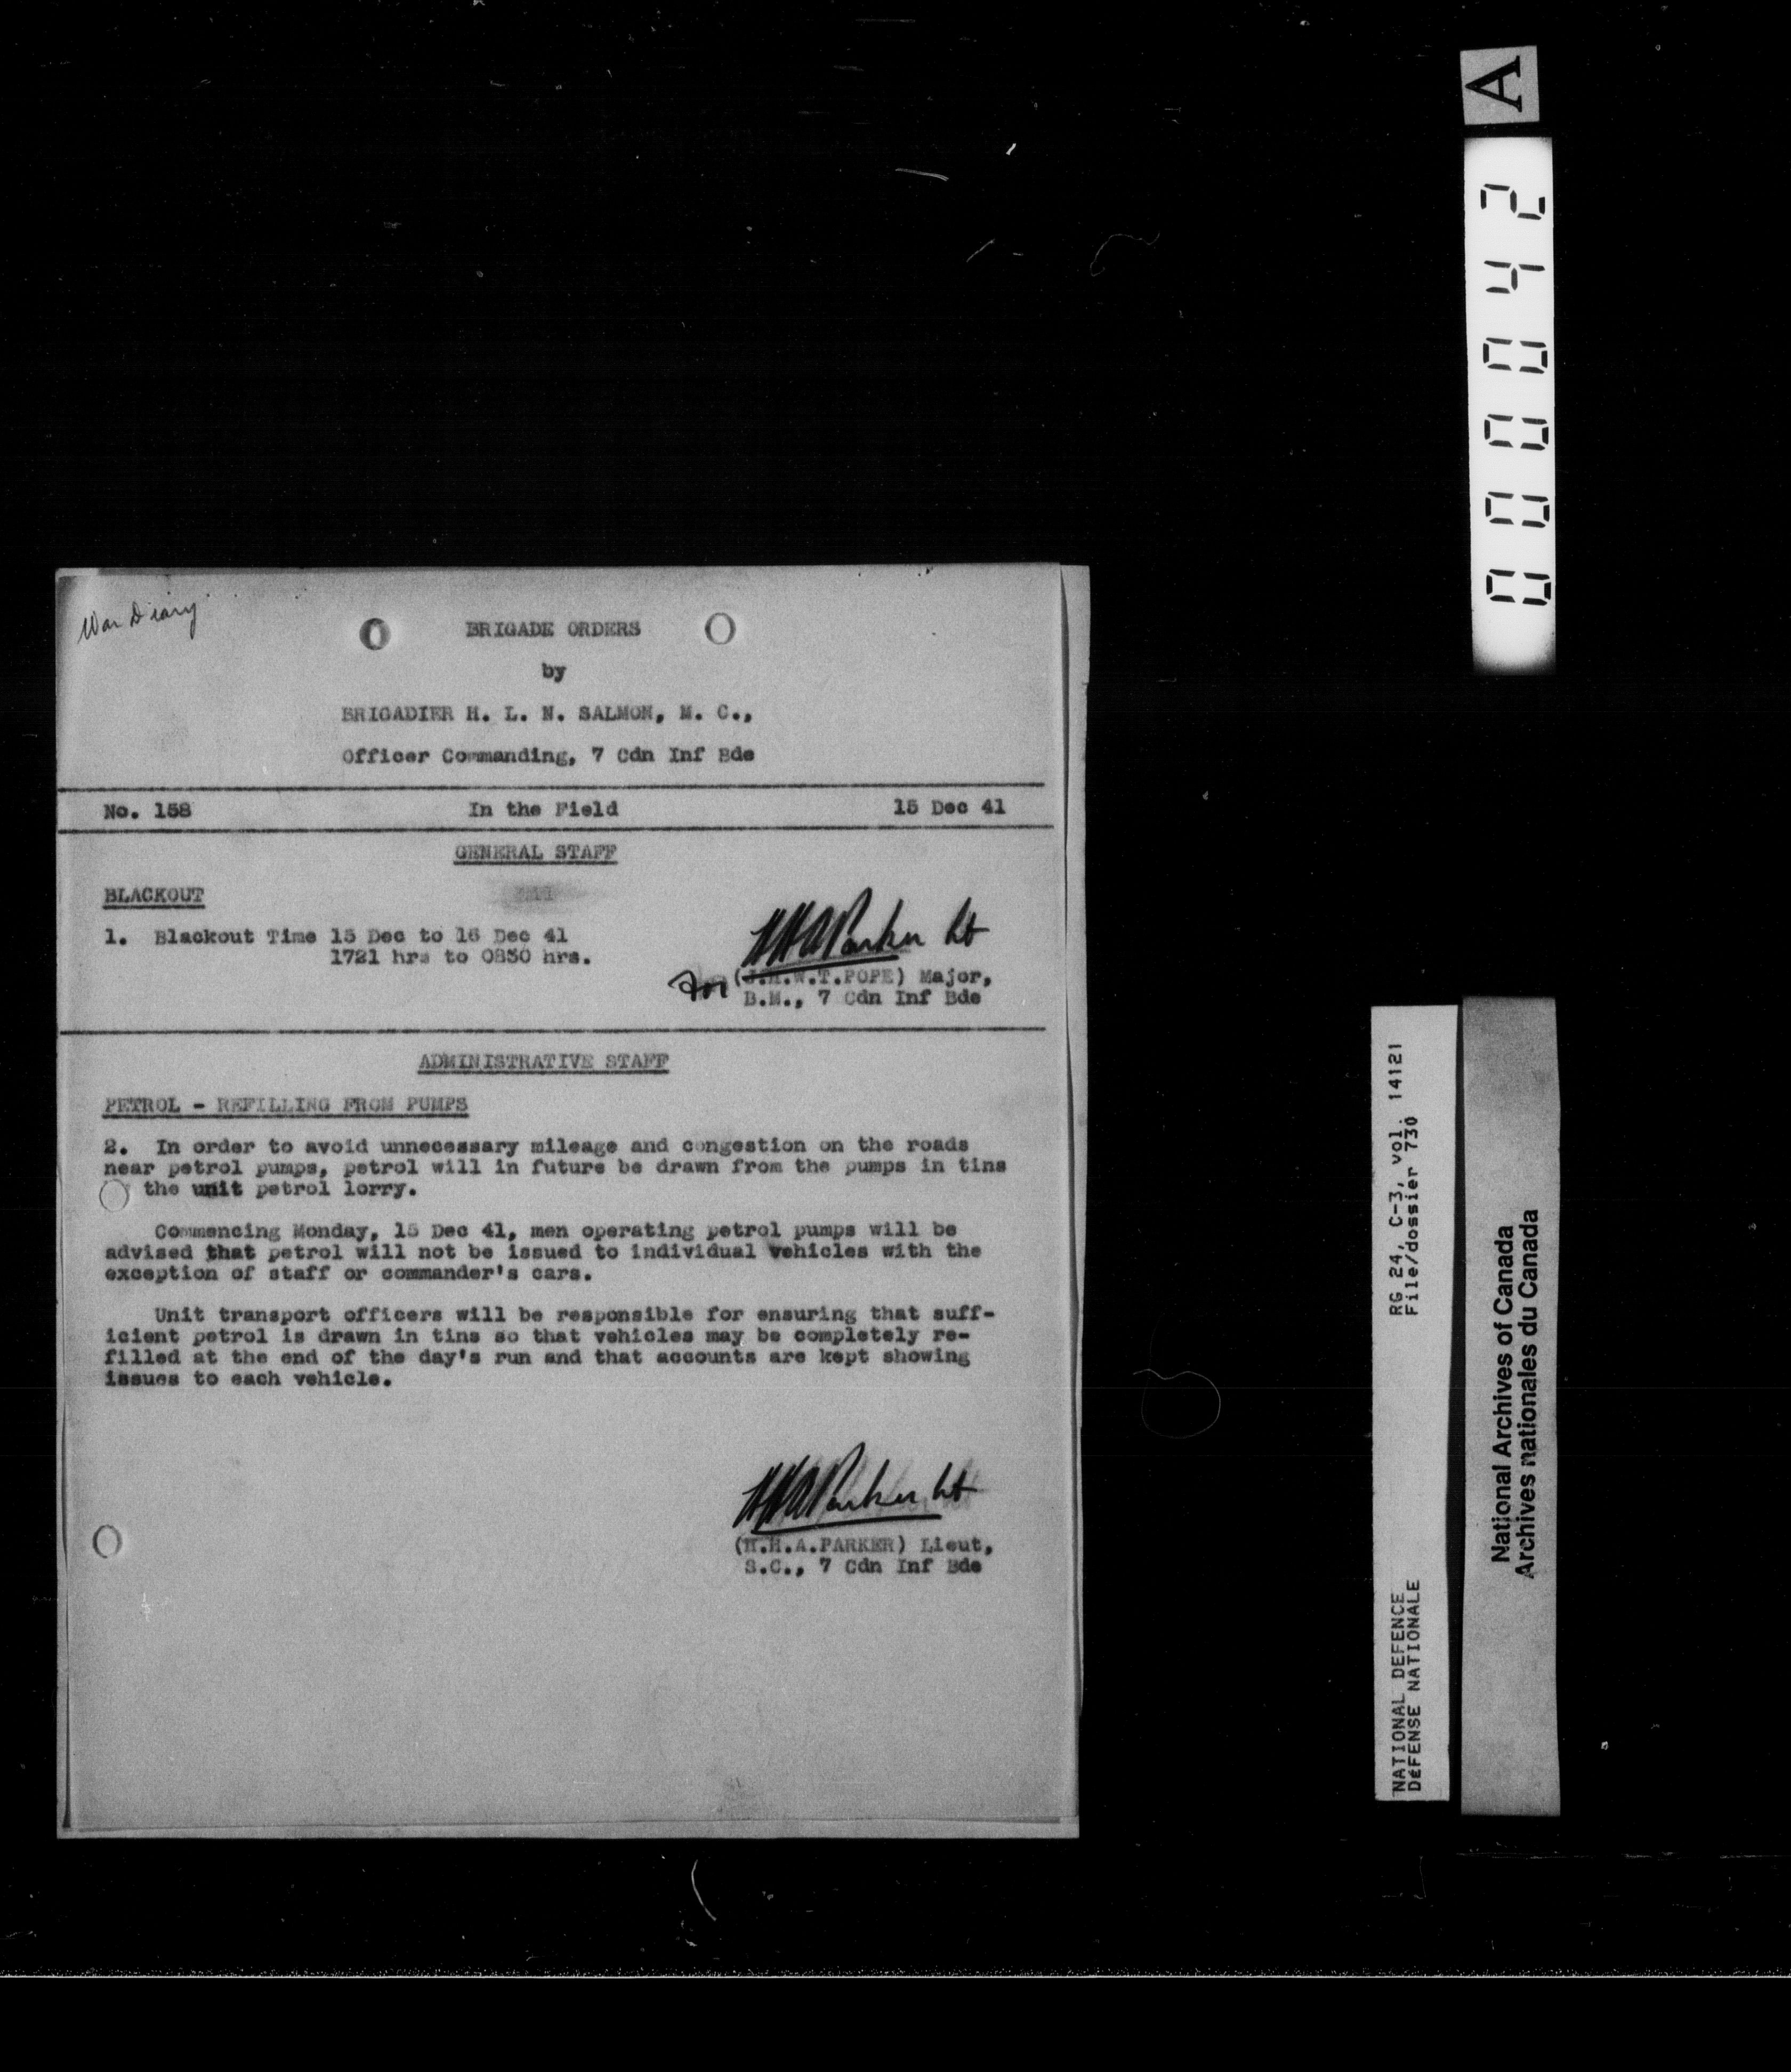 War Diary
BRIGADE ORDERS
by
BRIGADIER H. L. N. SALMON, M. C.,
Officer Commanding, 7 Cdn Inf Bde
No. 158 In the Field 15 Dec 41
GENERAL STAFF
BLACKOUT
1. Blackout Time 15 Dec to 16 Dec 41
1721 hrs to 0830 hrs.
HHA Parker Lt
for (J.H.W.T.POPE) Major,
B.M., 7 Cdn Inf Bde
ADMINISTRATIVE STAFF
PETROL - REFILLING FROM PUMPS
2. In order to avoid unnecessary mileage and congestion on the roads
near petrol pumps, petrol will in future be drawn from the pumps in tins
the unit petrol lorry.
Commencing Monday, 15 Dec 41, men operating petrol pumps will be
advised that petrol will not be issued to individual vehicles with the
exception of staff or commander's cars.
Unit transport officers will be responsible for ensuring that suff-
icient petrol is drawn in tins so that vehicles may be completely re-
filled at the end of the day's run and that accounts are kept showing
issues to each vehicle.
HHA Parker Lt
(H.H.A.PARKER) Lieut,
S.C., 7 Cdn Inf Bde
A
000042
NATIONAL DEFENCE RG 24, C-3, vol. 14121
DÉFENSE NATIONALE File/dossier 730
National Archives of Canada
Archives nationales du Canada